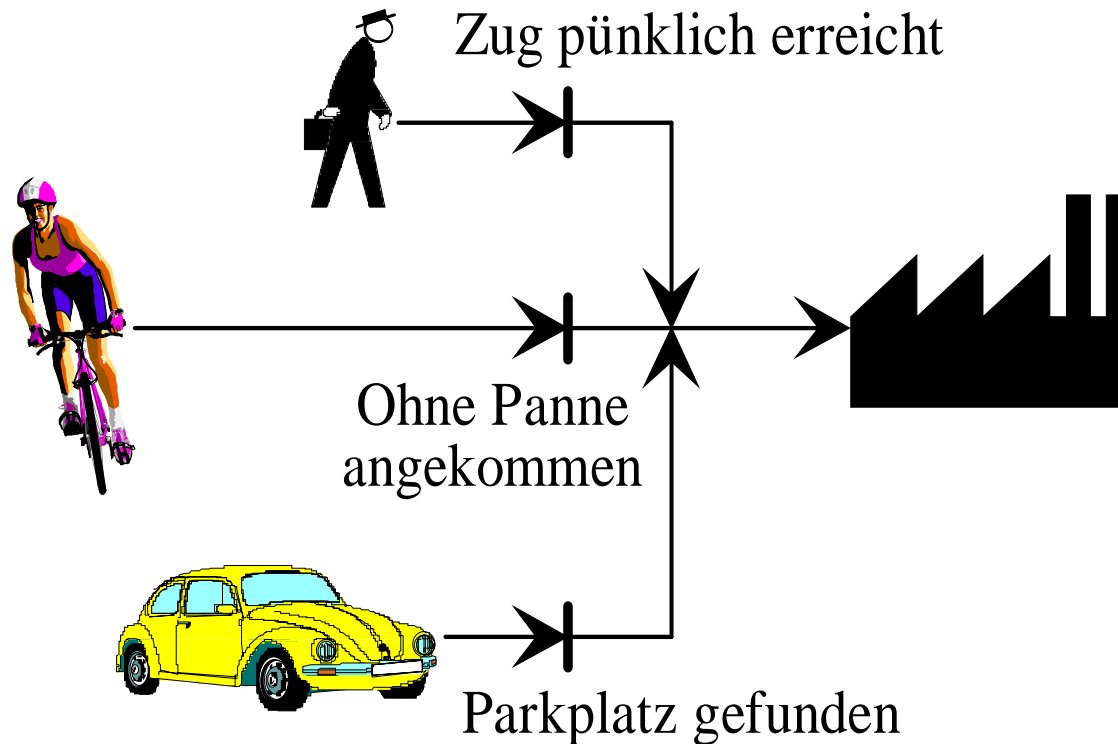 Zug pünklich erreicht
Ohne Panne
angekommen
Parkplatz gefunden